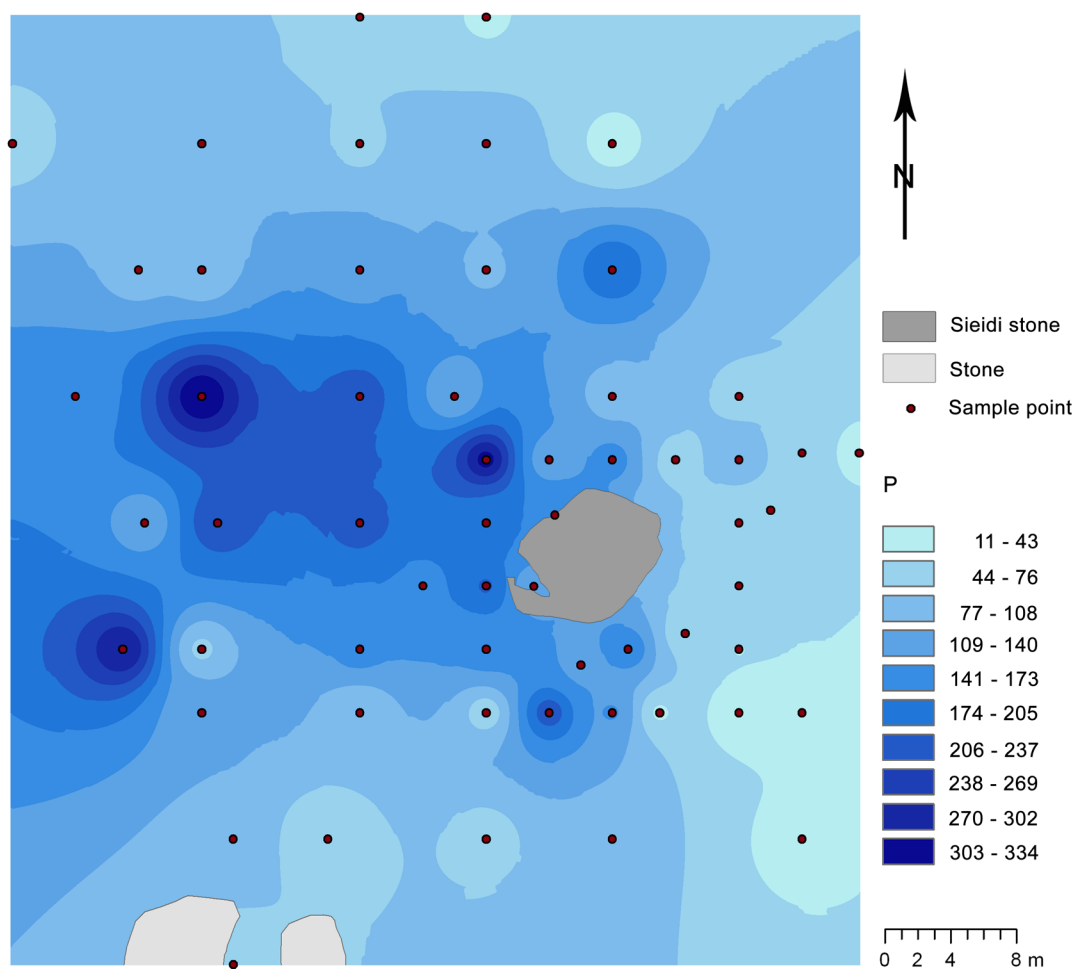 N
Sieidi stone
Stone
Sample point
P
11 - 43
44 - 76
77 - 108
109 - 140
141 - 173
174 - 205
206 - 237
238 - 269
270 - 302
303 - 334
0 2 4 8 m